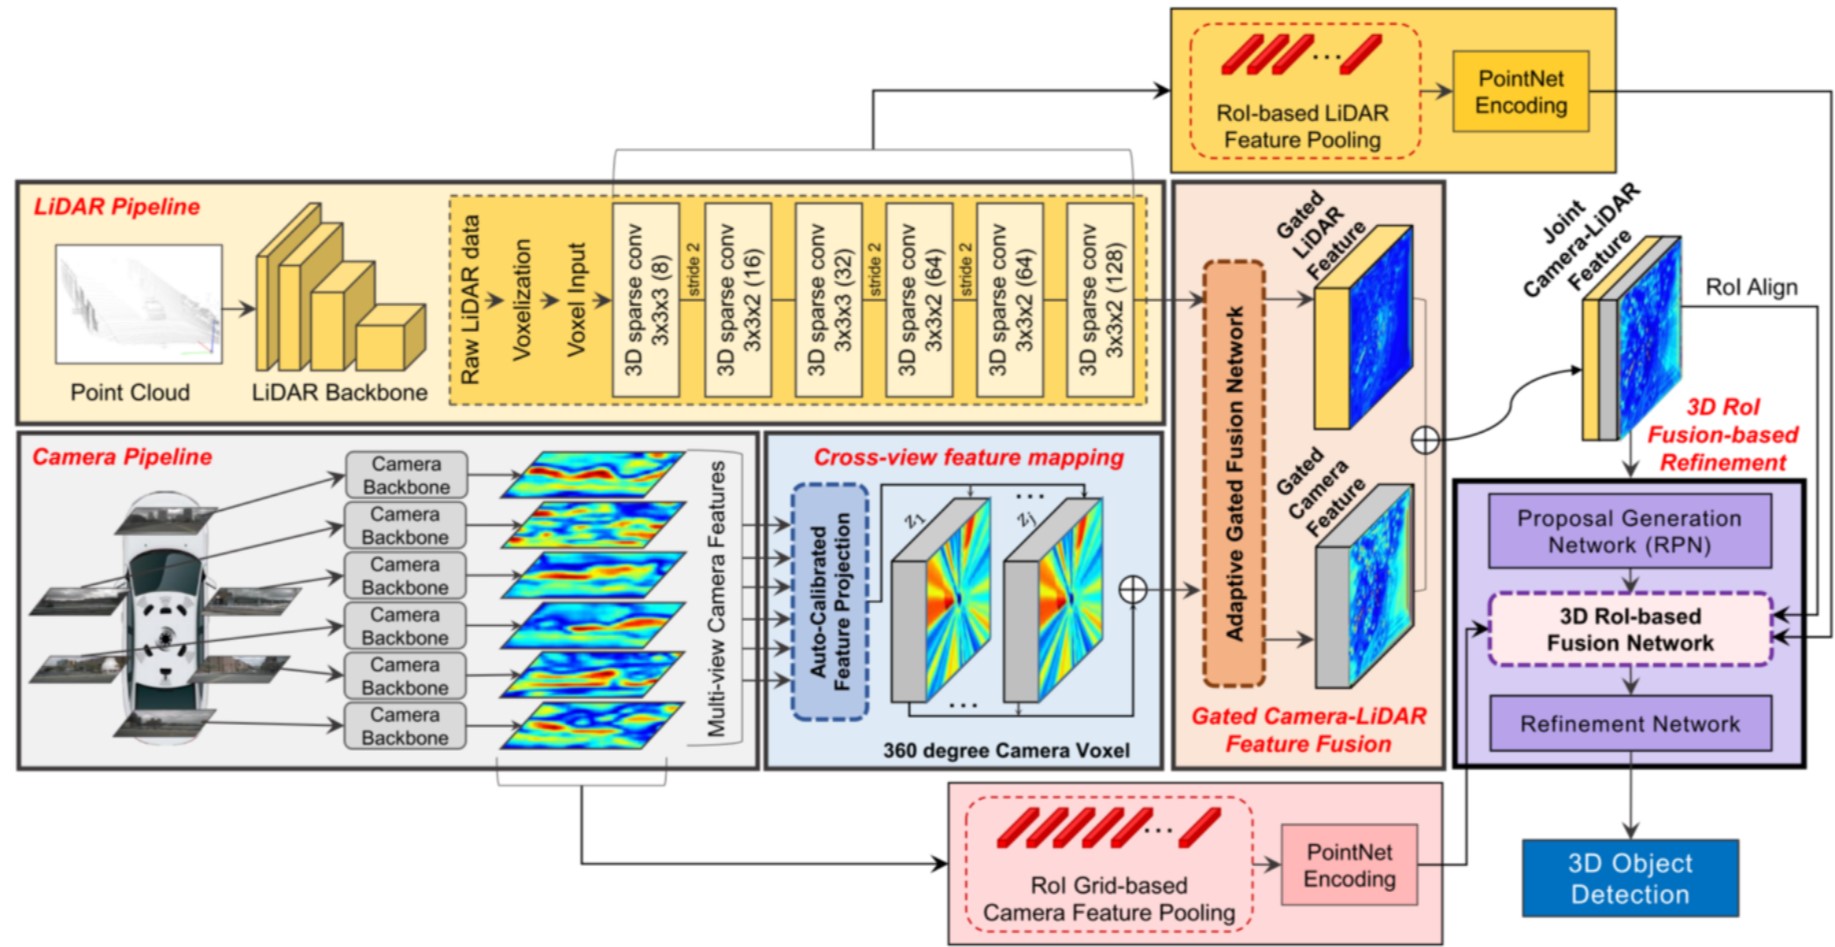 RoI-based LiDAR
Feature Pooling
PointNet
Encoding
LiDAR Pipeline
Point Cloud
LiDAR Backbone
Raw LiDAR data
Voxelization
Voxel Input
3D sparse conv
3x3x3 (8)
stride 2
3D sparse conv
3x3x2 (16)
3D sparse conv
3x3x3 (32)
stride 2
3D sparse conv
3x3x2 (64)
stride 2
3D sparse conv
3x3x2 (64)
3D sparse conv
3x3x2 (128)
Camera Pipeline
Camera
Backbone
Camera
Backbone
Camera
Backbone
Camera
Backbone
Camera
Backbone
Camera
Backbone
Multi-view Camera Features
Cross-view feature mapping
Auto-Calibrated
Feature Projection
z1
...
zj
...
360 degree Camera Voxel
Adaptive Gated Fusion Network
Gated
LiDAR
Feature
Gated
Camera
Feature
Gated Camera-LiDAR
Feature Fusion
Joint
Camera-LiDAR
Feature
RoI Align
3D RoI
Fusion-based
Refinement
Proposal Generation
Network (RPN)
3D RoI-based
Fusion Network
Refinement Network
3D Object
Detection
RoI Grid-based
Camera Feature Pooling
PointNet
Encoding